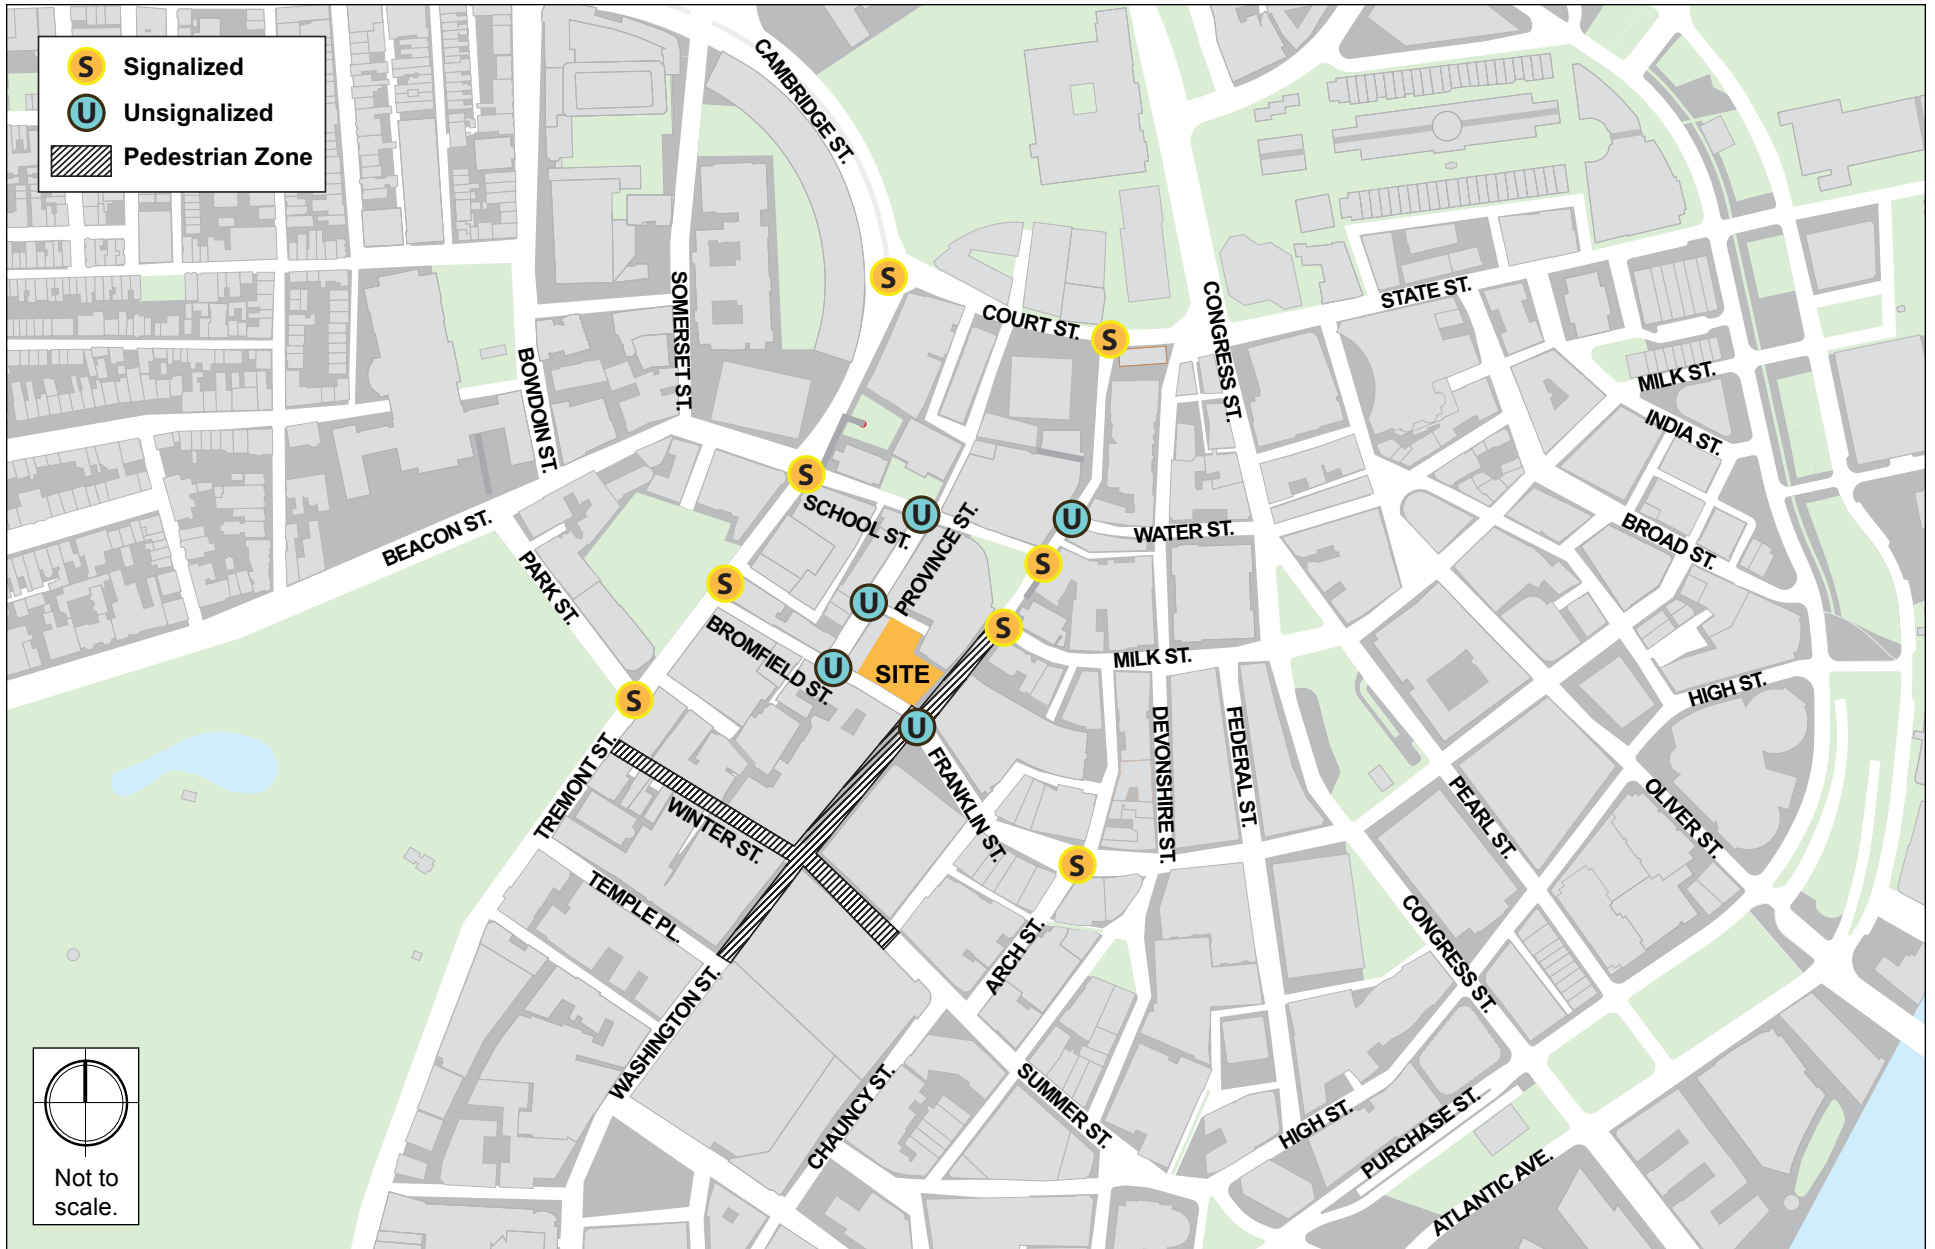 S Signalized
U Unsignalized
Pedestrian Zone
CAMBRIDGE ST.
SOMERSET ST.
BOWDOIN ST.
S
COURT ST.
S
CONGRESS ST.
STATE ST.
MILK ST.
INDIA ST.
BROAD ST.
BEACON ST.
PARK ST.
S
SCHOOL ST.
U
PROVINCE ST.
U
WATER ST.
S
S
U
S
BROMFIELD ST.
U
SITE
MILK ST.
HIGH ST.
S
U
TREMONT ST.
WINTER ST.
FRANKLIN ST.
DEVONSHIRE ST.
FEDERAL ST.
PEARL ST.
OLIVER ST.
S
TEMPLE PL.
ARCH ST.
CONGRESS ST.
WASHINGTON ST.
CHAUNCY ST.
SUMMER ST.
HIGH ST.
PURCHASE ST.
ATLANTIC AVE.
Not to
scale.